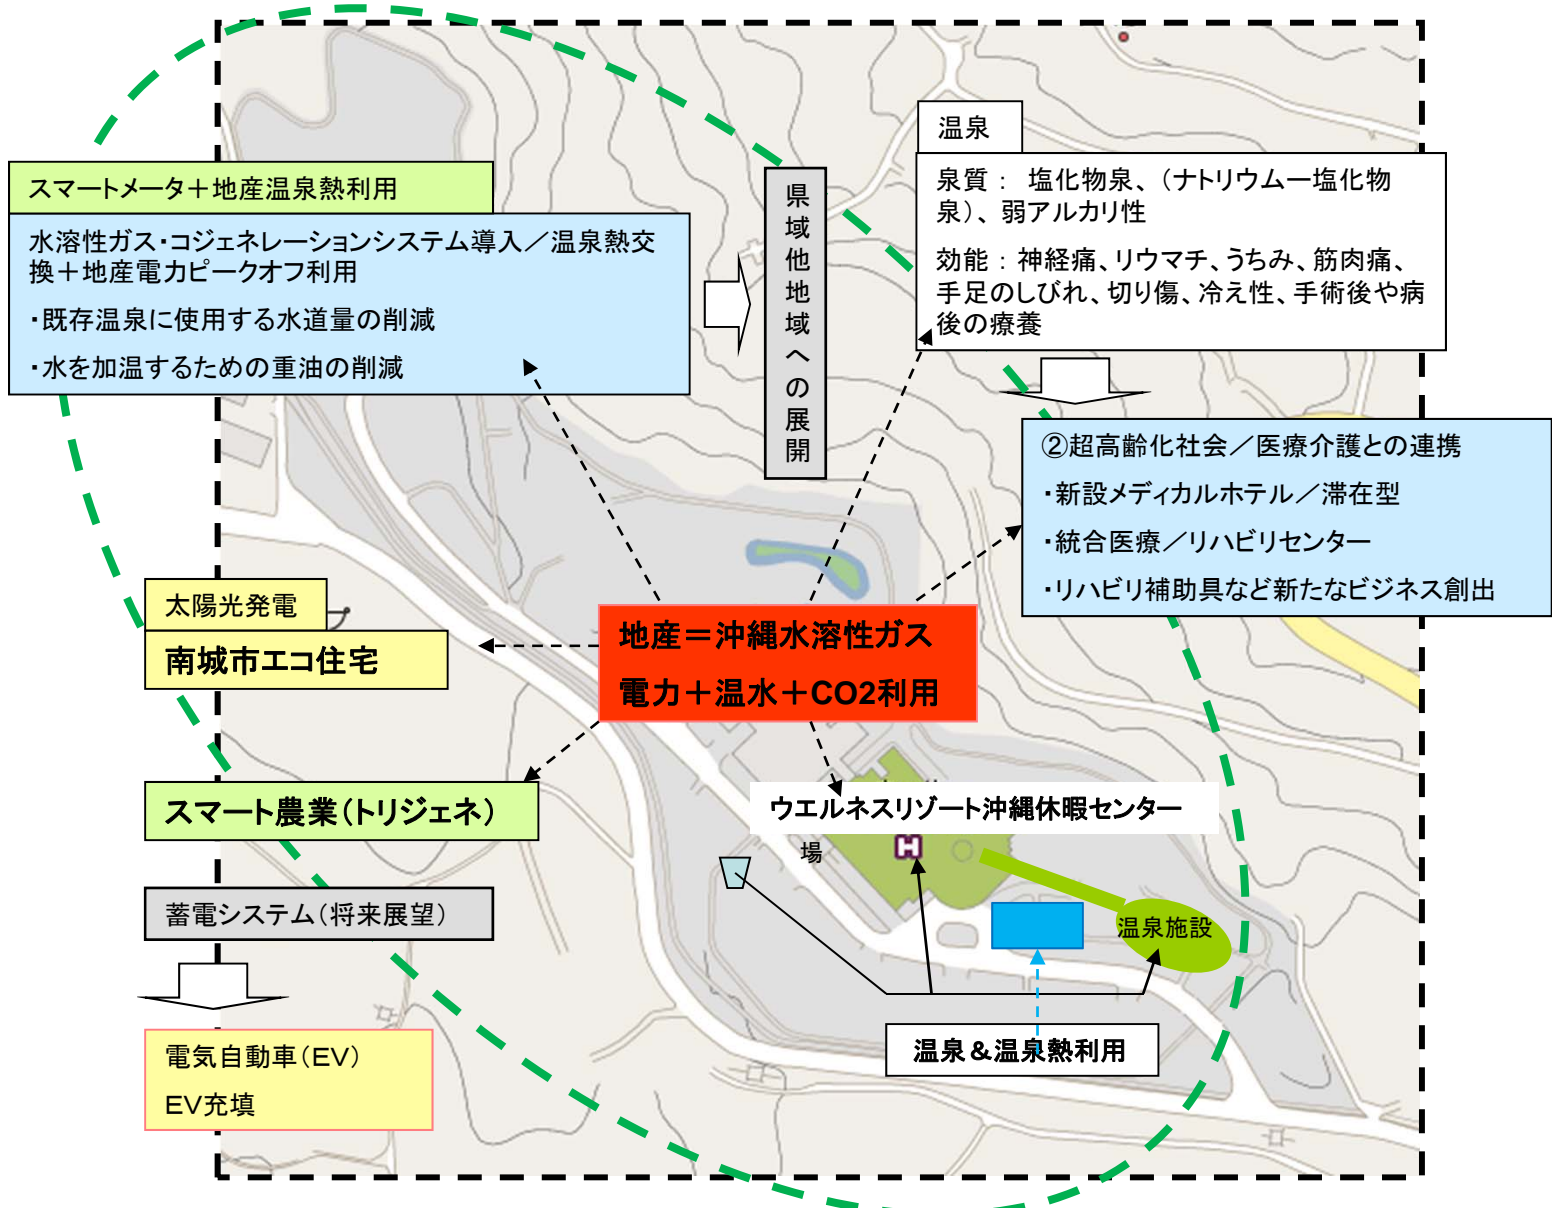 温泉
泉質： 塩化物泉、（ナトリウムー塩化物
泉）、弱アルカリ性
効能：神経痛、リウマチ、うちみ、筋肉痛、
手足のしびれ、切り傷、冷え性、手術後や病
後の療養
スマートメータ＋地産温泉熱利用
水溶性ガス・コジェネレーションシステム導入／温泉熱交
換＋地産電力ピークオフ利用
・既存温泉に使用する水道量の削減
・水を加温するための重油の削減
県域他地域への展開
②超高齢化社会／医療介護との連携
・新設メディカルホテル／滞在型
・統合医療／リハビリセンター
・リハビリ補助具など新たなビジネス創出
太陽光発電
南城市エコ住宅
地産＝沖縄水溶性ガス
電力＋温水＋CO2利用
スマート農業（トリジェネ）
ウエルネスリゾート沖縄休暇センター
場
H
蓄電システム（将来展望）
温泉施設
温泉＆温泉熱利用
電気自動車（EV）
EV充填